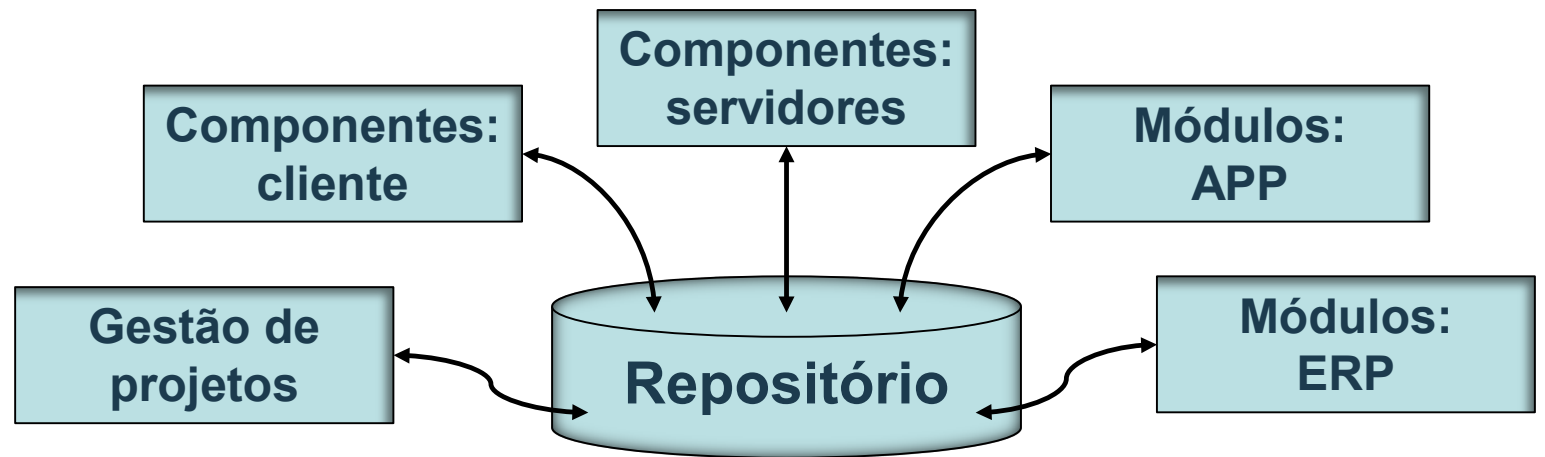 Componentes:
servidores
Componentes:
cliente
Módulos:
APP
Gestão de
projetos
Repositório
Módulos:
ERP